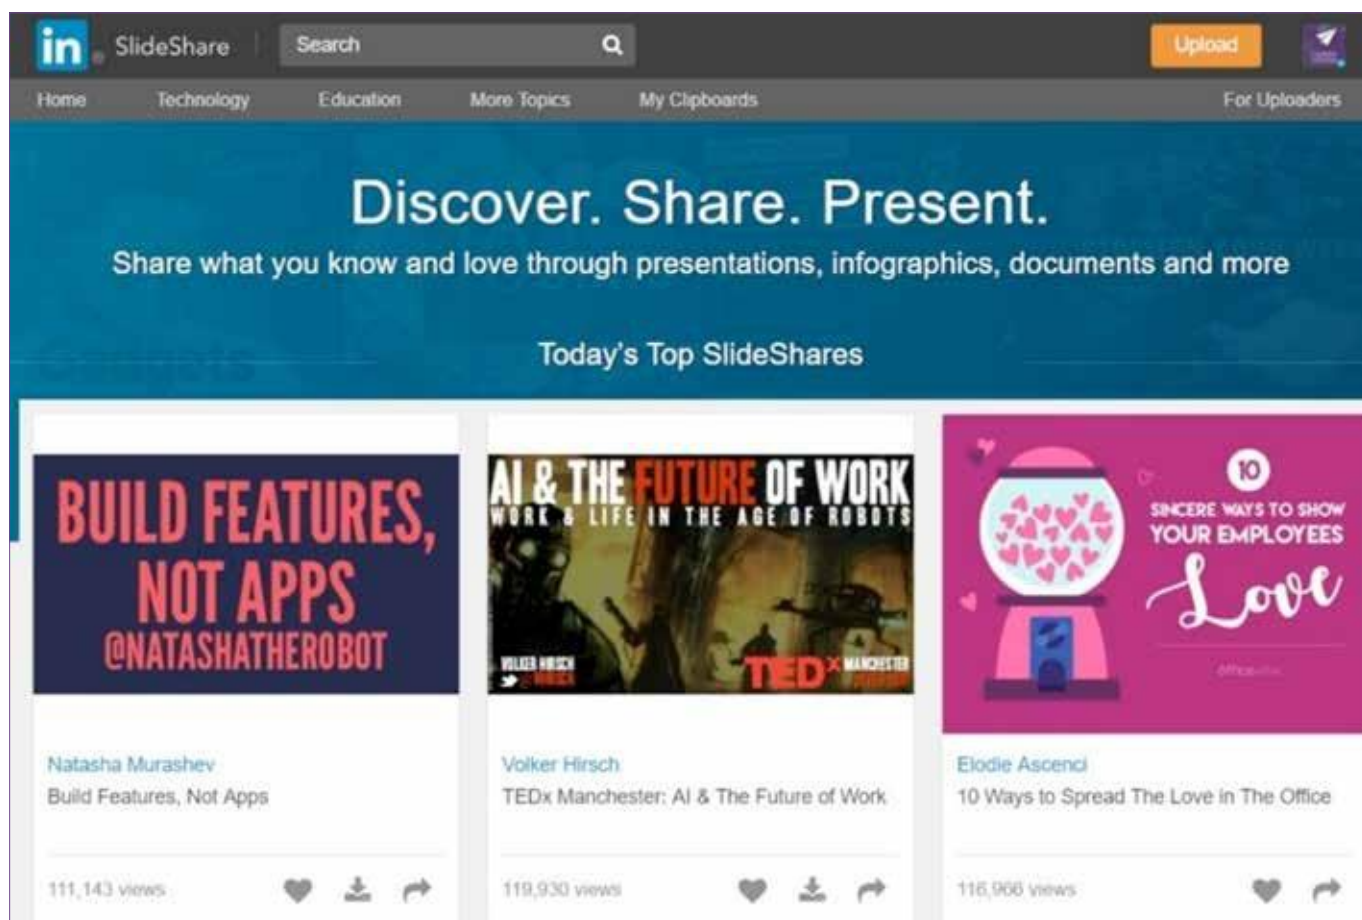 in
SlideShare
Search
Upload
Home
Technology
Education
More Topics
My Clipboards
For Uploaders
Discover. Share. Present.
Share what you know and love through presentations, infographics, documents and more
Today's Top SlideShares
Gadgets
BUILD FEATURES,
NOT APPS
@NATASHATHEROBOT
Natasha Murashev
Build Features, Not Apps
111,143 views
AI & THE FUTURE OF WORK
WORK & LIFE IN THE AGE OF ROBOTS
VOLKER HIRSCH
TEDx MANCHESTER
Volker Hirsch
TEDx Manchester: AI & The Future of Work
119,930 views
10
SINCERE WAYS TO SHOW
YOUR EMPLOYEES
Love
Elodie Ascenci
10 Ways to Spread The Love in The Office
116,966 views